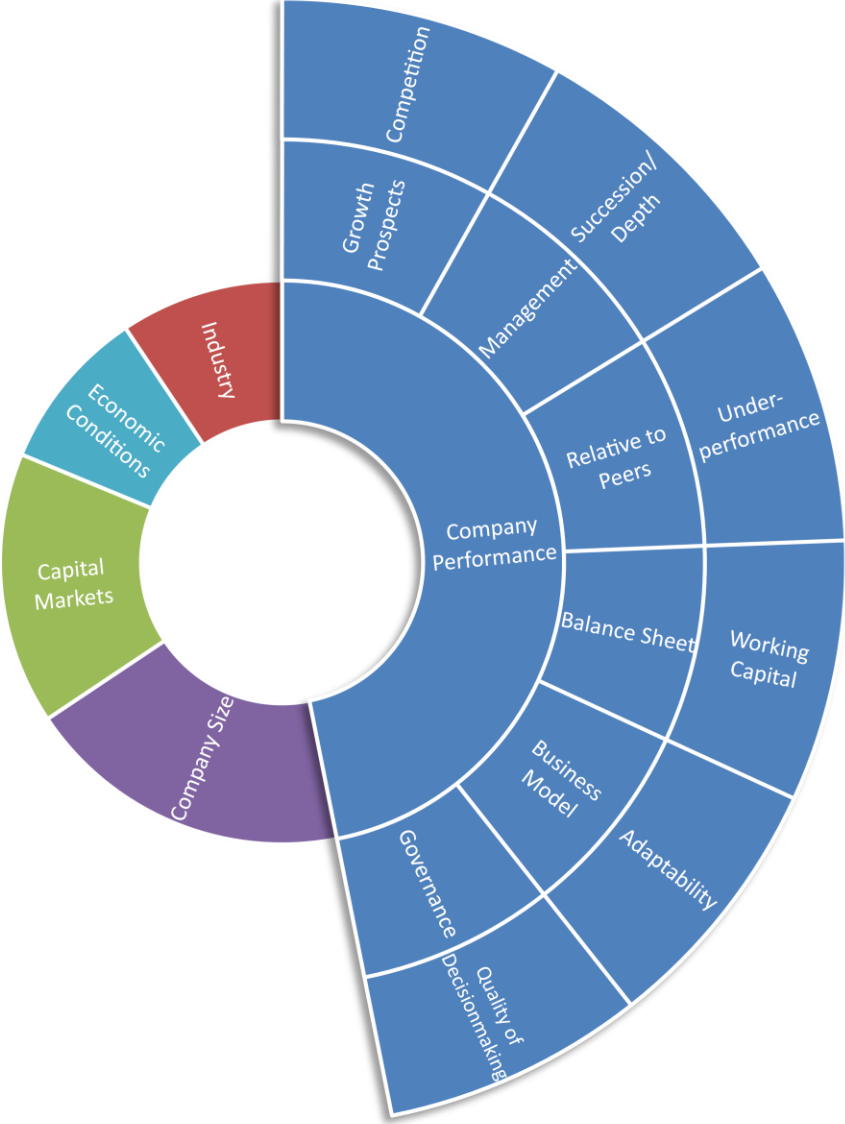 Competition
Growth
Prospects
Succession/
Depth
Management
Under-
performance
Relative to
Peers
Company
Performance
Balance Sheet
Working
Capital
Business
Model
Adaptability
Governance
Quality of
Decisionmaking
Company Size
Capital
Markets
Economic
Conditions
Industry